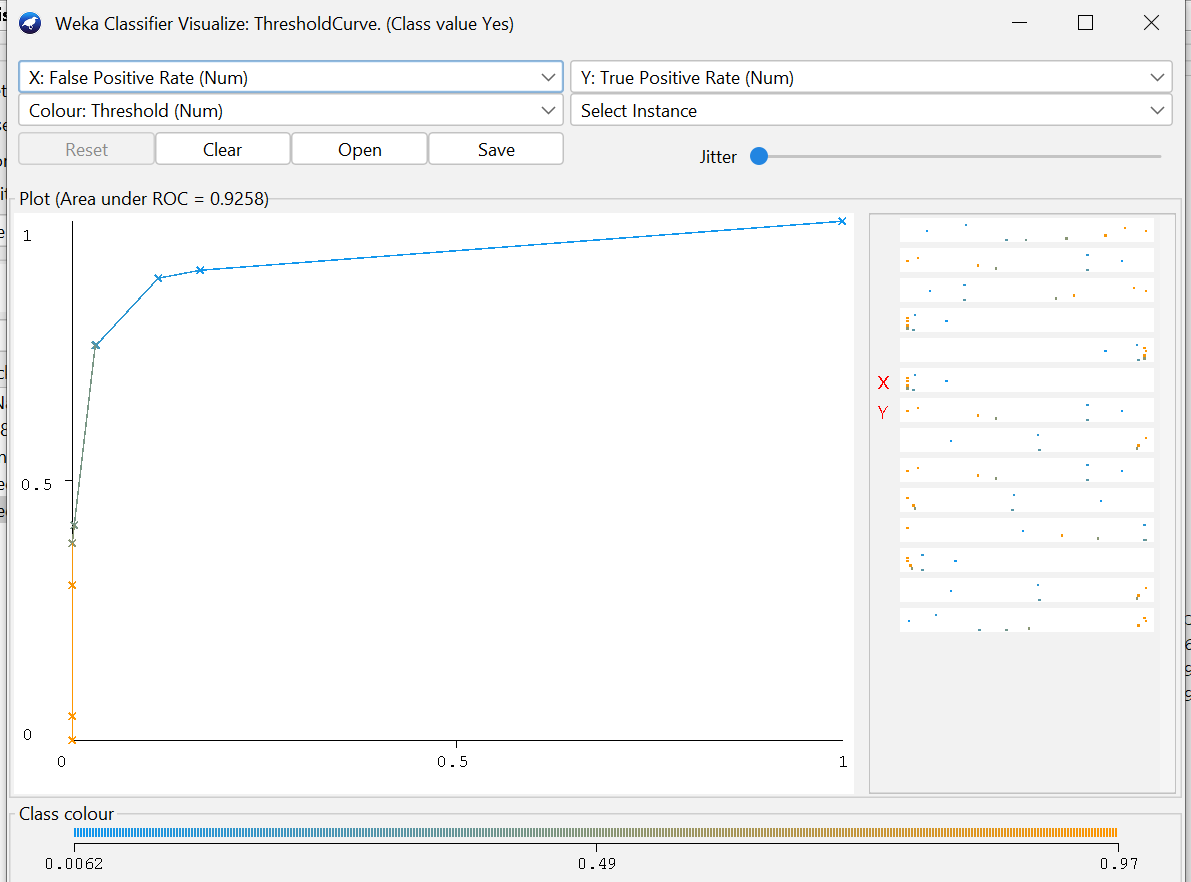 Weka Classifier Visualize: ThresholdCurve. (Class value Yes)
X: False Positive Rate (Num) Y: True Positive Rate (Num)
Colour: Threshold (Num) Select Instance
Reset Clear Open Save Jitter
Plot (Area under ROC = 0.9258)
1
X
Y
0.5
0
0 0.5 1
Class colour
0.0062 0.49 0.97